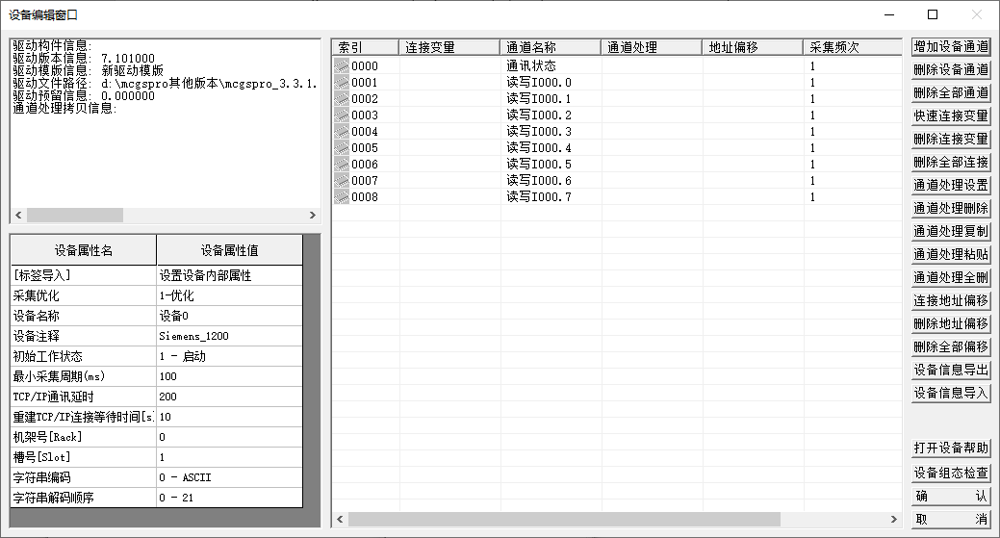 设备编辑窗口
驱动构件信息:
驱动版本信息: 7.101000
驱动模版信息: 新驱动模版
驱动文件路径: d:\mcgspro其他版本\mcgspro_3.3.1.
驱动预留信息: 0.000000
通道处理拷贝信息:
设备属性名 设备属性值
[标签导入] 设置设备内部属性
采集优化 1-优化
设备名称 设备0
设备注释 Siemens_1200
初始工作状态 1 - 启动
最小采集周期(ms) 100
TCP/IP通讯延时 200
重建TCP/IP连接等待时间[s] 10
机架号[Rack] 0
槽号[Slot] 1
字符串编码 0 - ASCII
字符串解码顺序 0 - 21
索引 连接变量 通道名称 通道处理 地址偏移 采集频次
0000 通讯状态 1
0001 读写I000.0 1
0002 读写I000.1 1
0003 读写I000.2 1
0004 读写I000.3 1
0005 读写I000.4 1
0006 读写I000.5 1
0007 读写I000.6 1
0008 读写I000.7 1
增加设备通道
删除设备通道
删除全部通道
快速连接变量
删除连接变量
删除全部连接
通道处理设置
通道处理删除
通道处理复制
通道处理粘贴
通道处理全删
连接地址偏移
删除地址偏移
删除全部偏移
设备信息导出
设备信息导入
打开设备帮助
设备组态检查
确 认
取 消